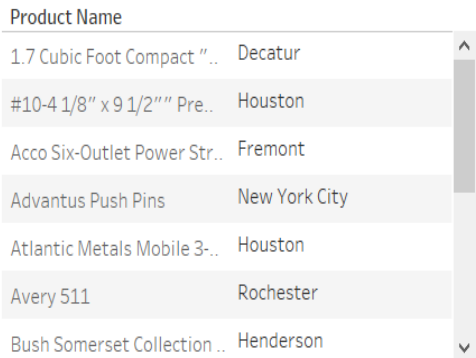 Product Name
1.7 Cubic Foot Compact ”.. Decatur
#10-4 1/8” x 9 1/2”” Pre.. Houston
Acco Six-Outlet Power Str.. Fremont
Advantus Push Pins New York City
Atlantic Metals Mobile 3-.. Houston
Avery 511 Rochester
Bush Somerset Collection .. Henderson